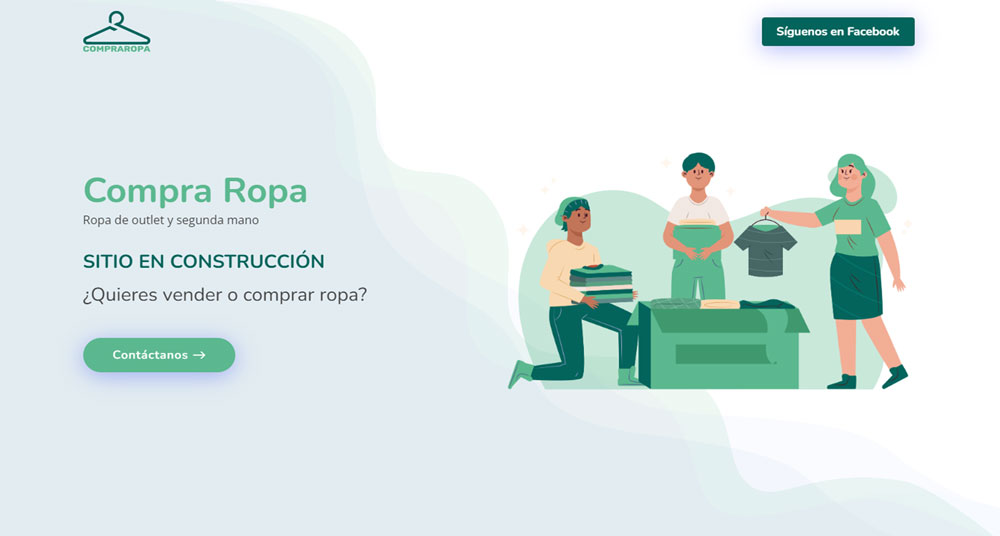 COMPRAROPA
Síguenos en Facebook
Compra Ropa
Ropa de outlet y segunda mano
SITIO EN CONSTRUCCIÓN
¿Quieres vender o comprar ropa?
Contáctanos →